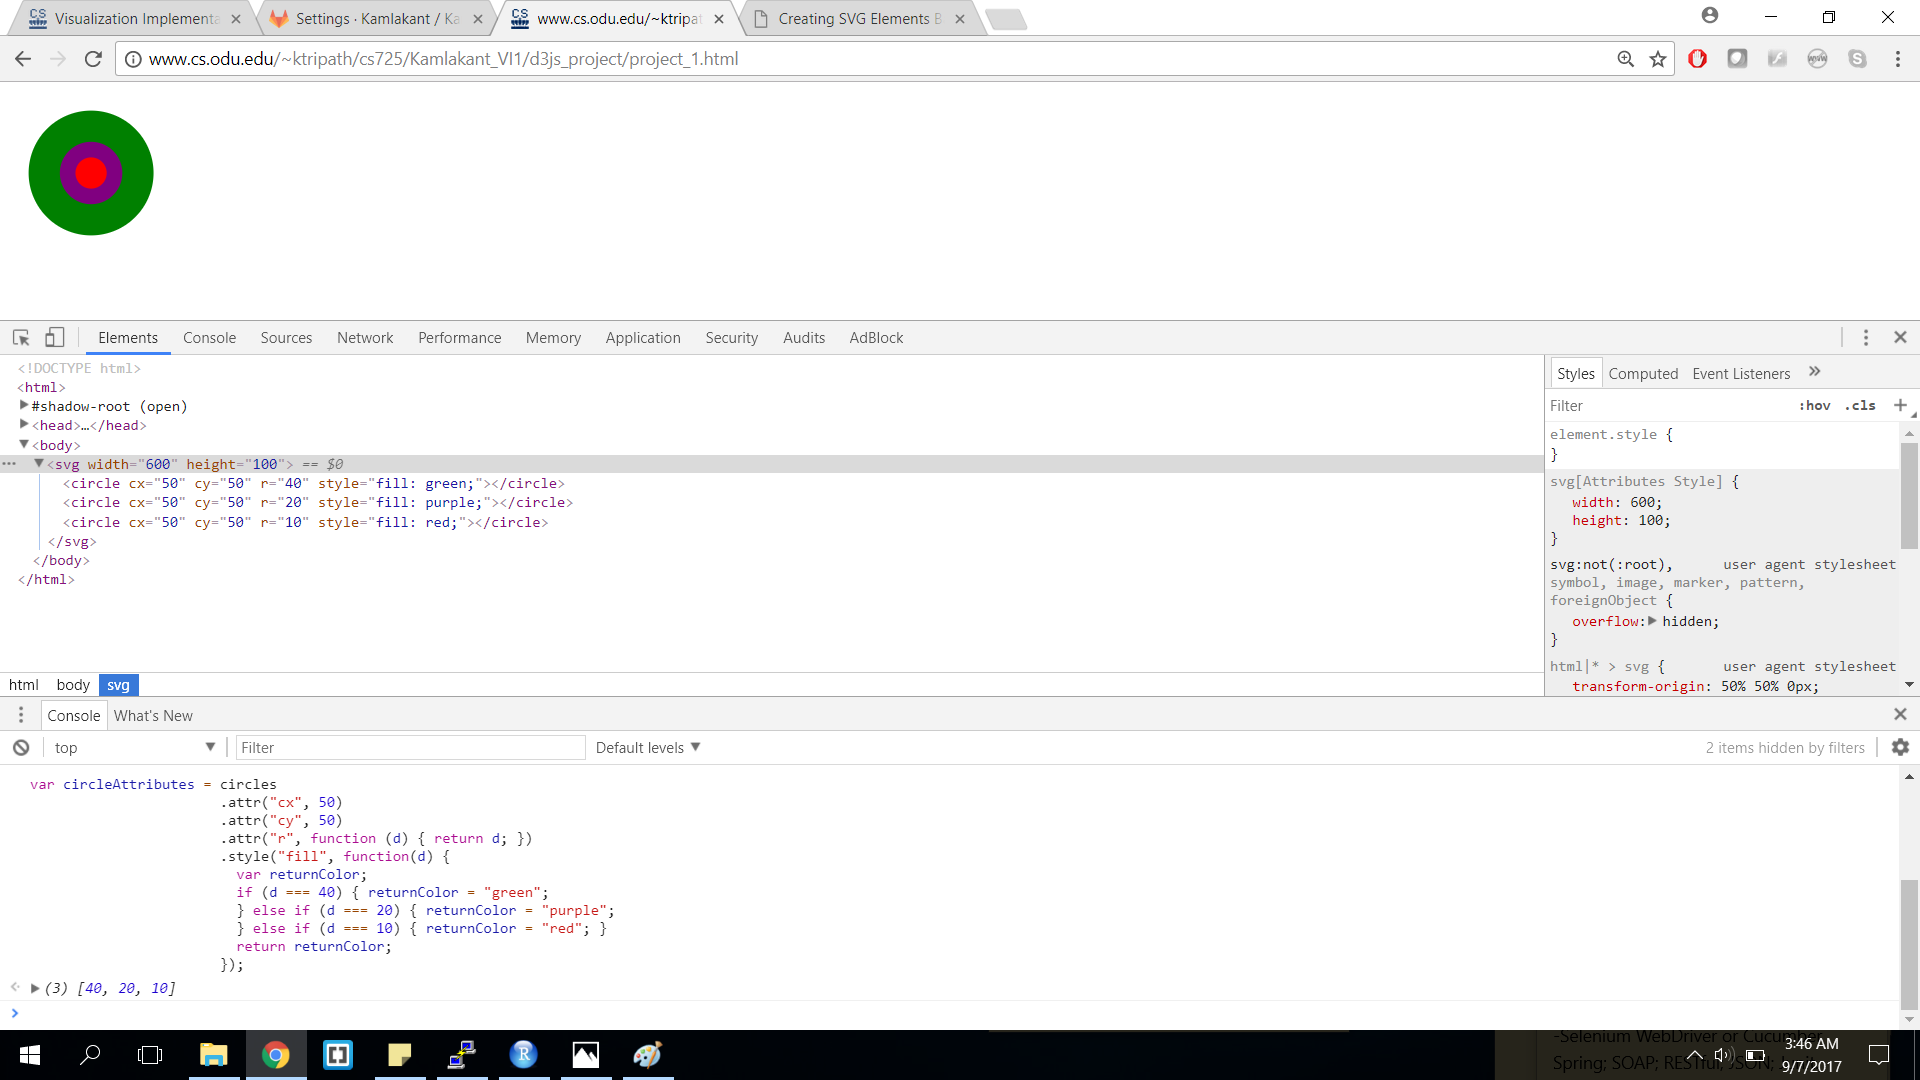 Visualization Implementa
Settings · Kamlakant / Ka
www.cs.odu.edu/~ktripat
Creating SVG Elements B
www.cs.odu.edu/~ktripath/cs725/Kamlakant_VI1/d3js_project/project_1.html
Elements Console Sources Network Performance Memory Application Security Audits AdBlock
<!DOCTYPE html>
<html>
#shadow-root (open)
<head>…</head>
<body>
<svg width="600" height="100"> == $0
<circle cx="50" cy="50" r="40" style="fill: green;"></circle>
<circle cx="50" cy="50" r="20" style="fill: purple;"></circle>
<circle cx="50" cy="50" r="10" style="fill: red;"></circle>
</svg>
</body>
</html>
html body svg
Styles Computed Event Listeners »
Filter :hov .cls +
element.style {
}
svg[Attributes Style] {
width: 600;
height: 100;
}
svg:not(:root), user agent stylesheet
symbol, image, marker, pattern,
foreignObject {
overflow: hidden;
}
html|* > svg { user agent stylesheet
transform-origin: 50% 50% 0px;
Console What's New
top Filter Default levels 2 items hidden by filters
var circleAttributes = circles
.attr("cx", 50)
.attr("cy", 50)
.attr("r", function (d) { return d; })
.style("fill", function(d) {
var returnColor;
if (d === 40) { returnColor = "green";
} else if (d === 20) { returnColor = "purple";
} else if (d === 10) { returnColor = "red"; }
return returnColor;
});
(3) [40, 20, 10]
>
-Selenium WebDriver or Cucumber
Spring; SOAP; RESTful; JSON;
3:46 AM
9/7/2017